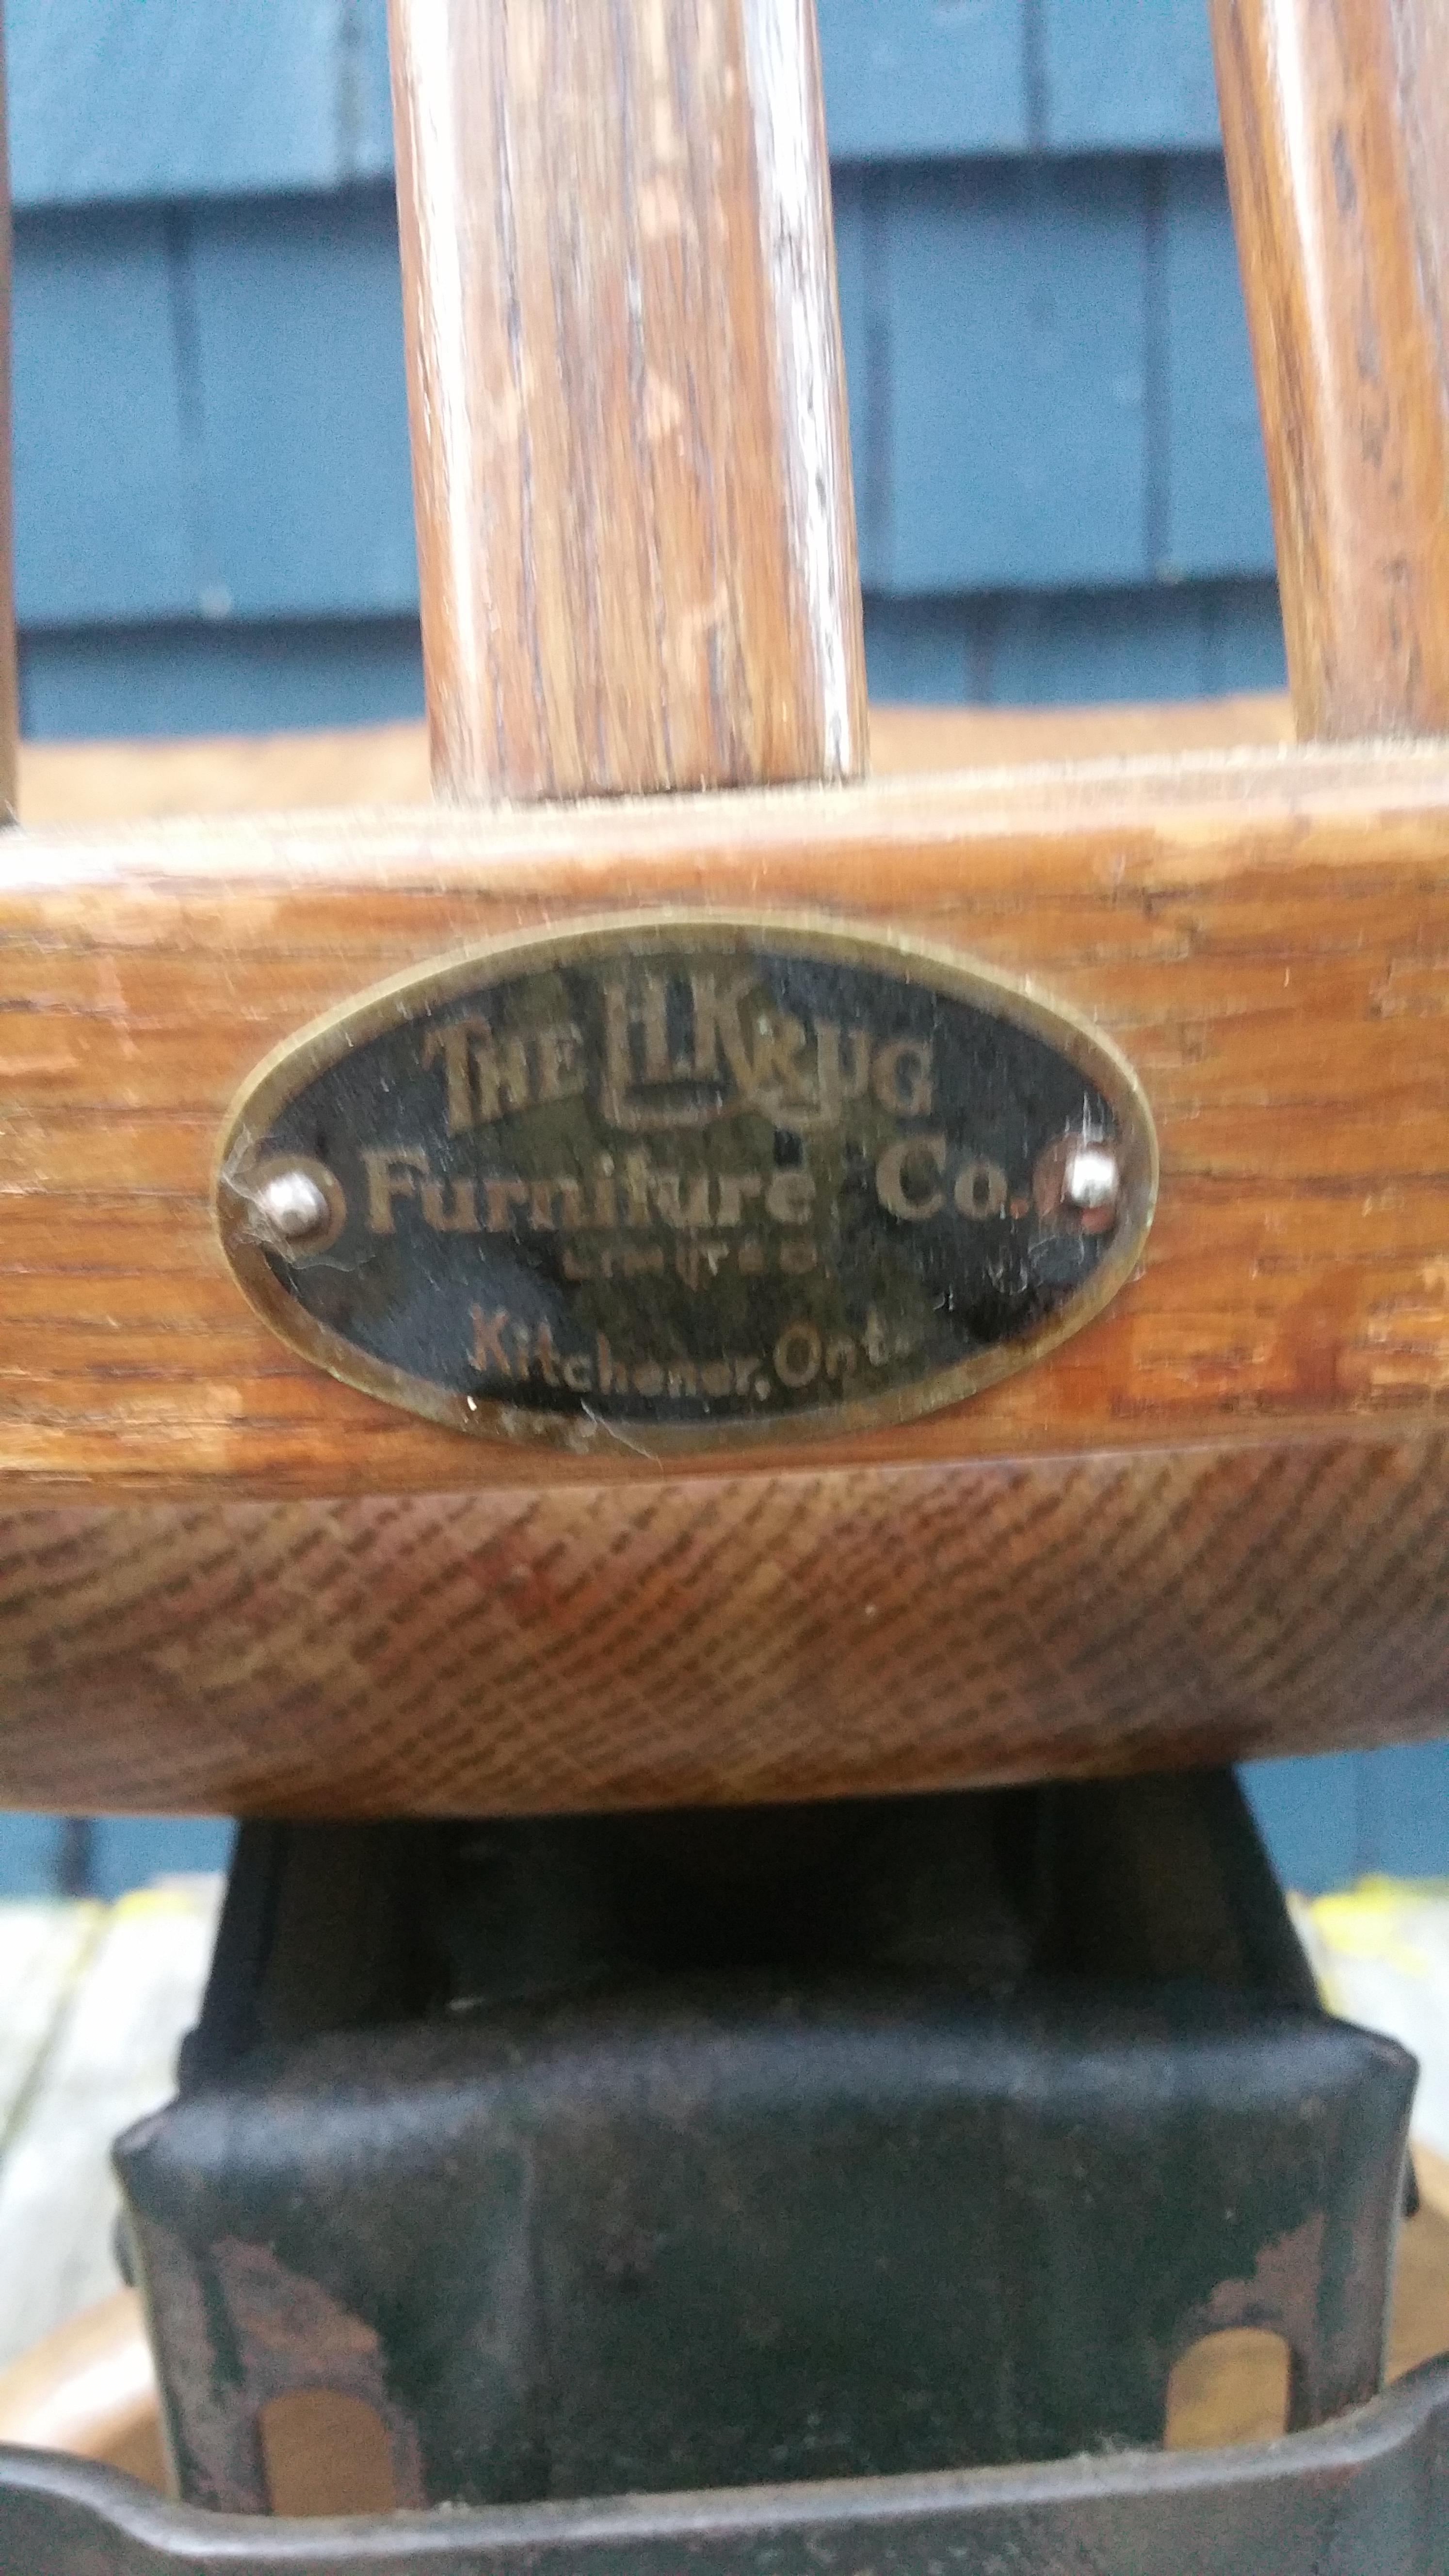 THE H. KRUG
Furniture Co.
LIMITED
Kitchener, Ont.